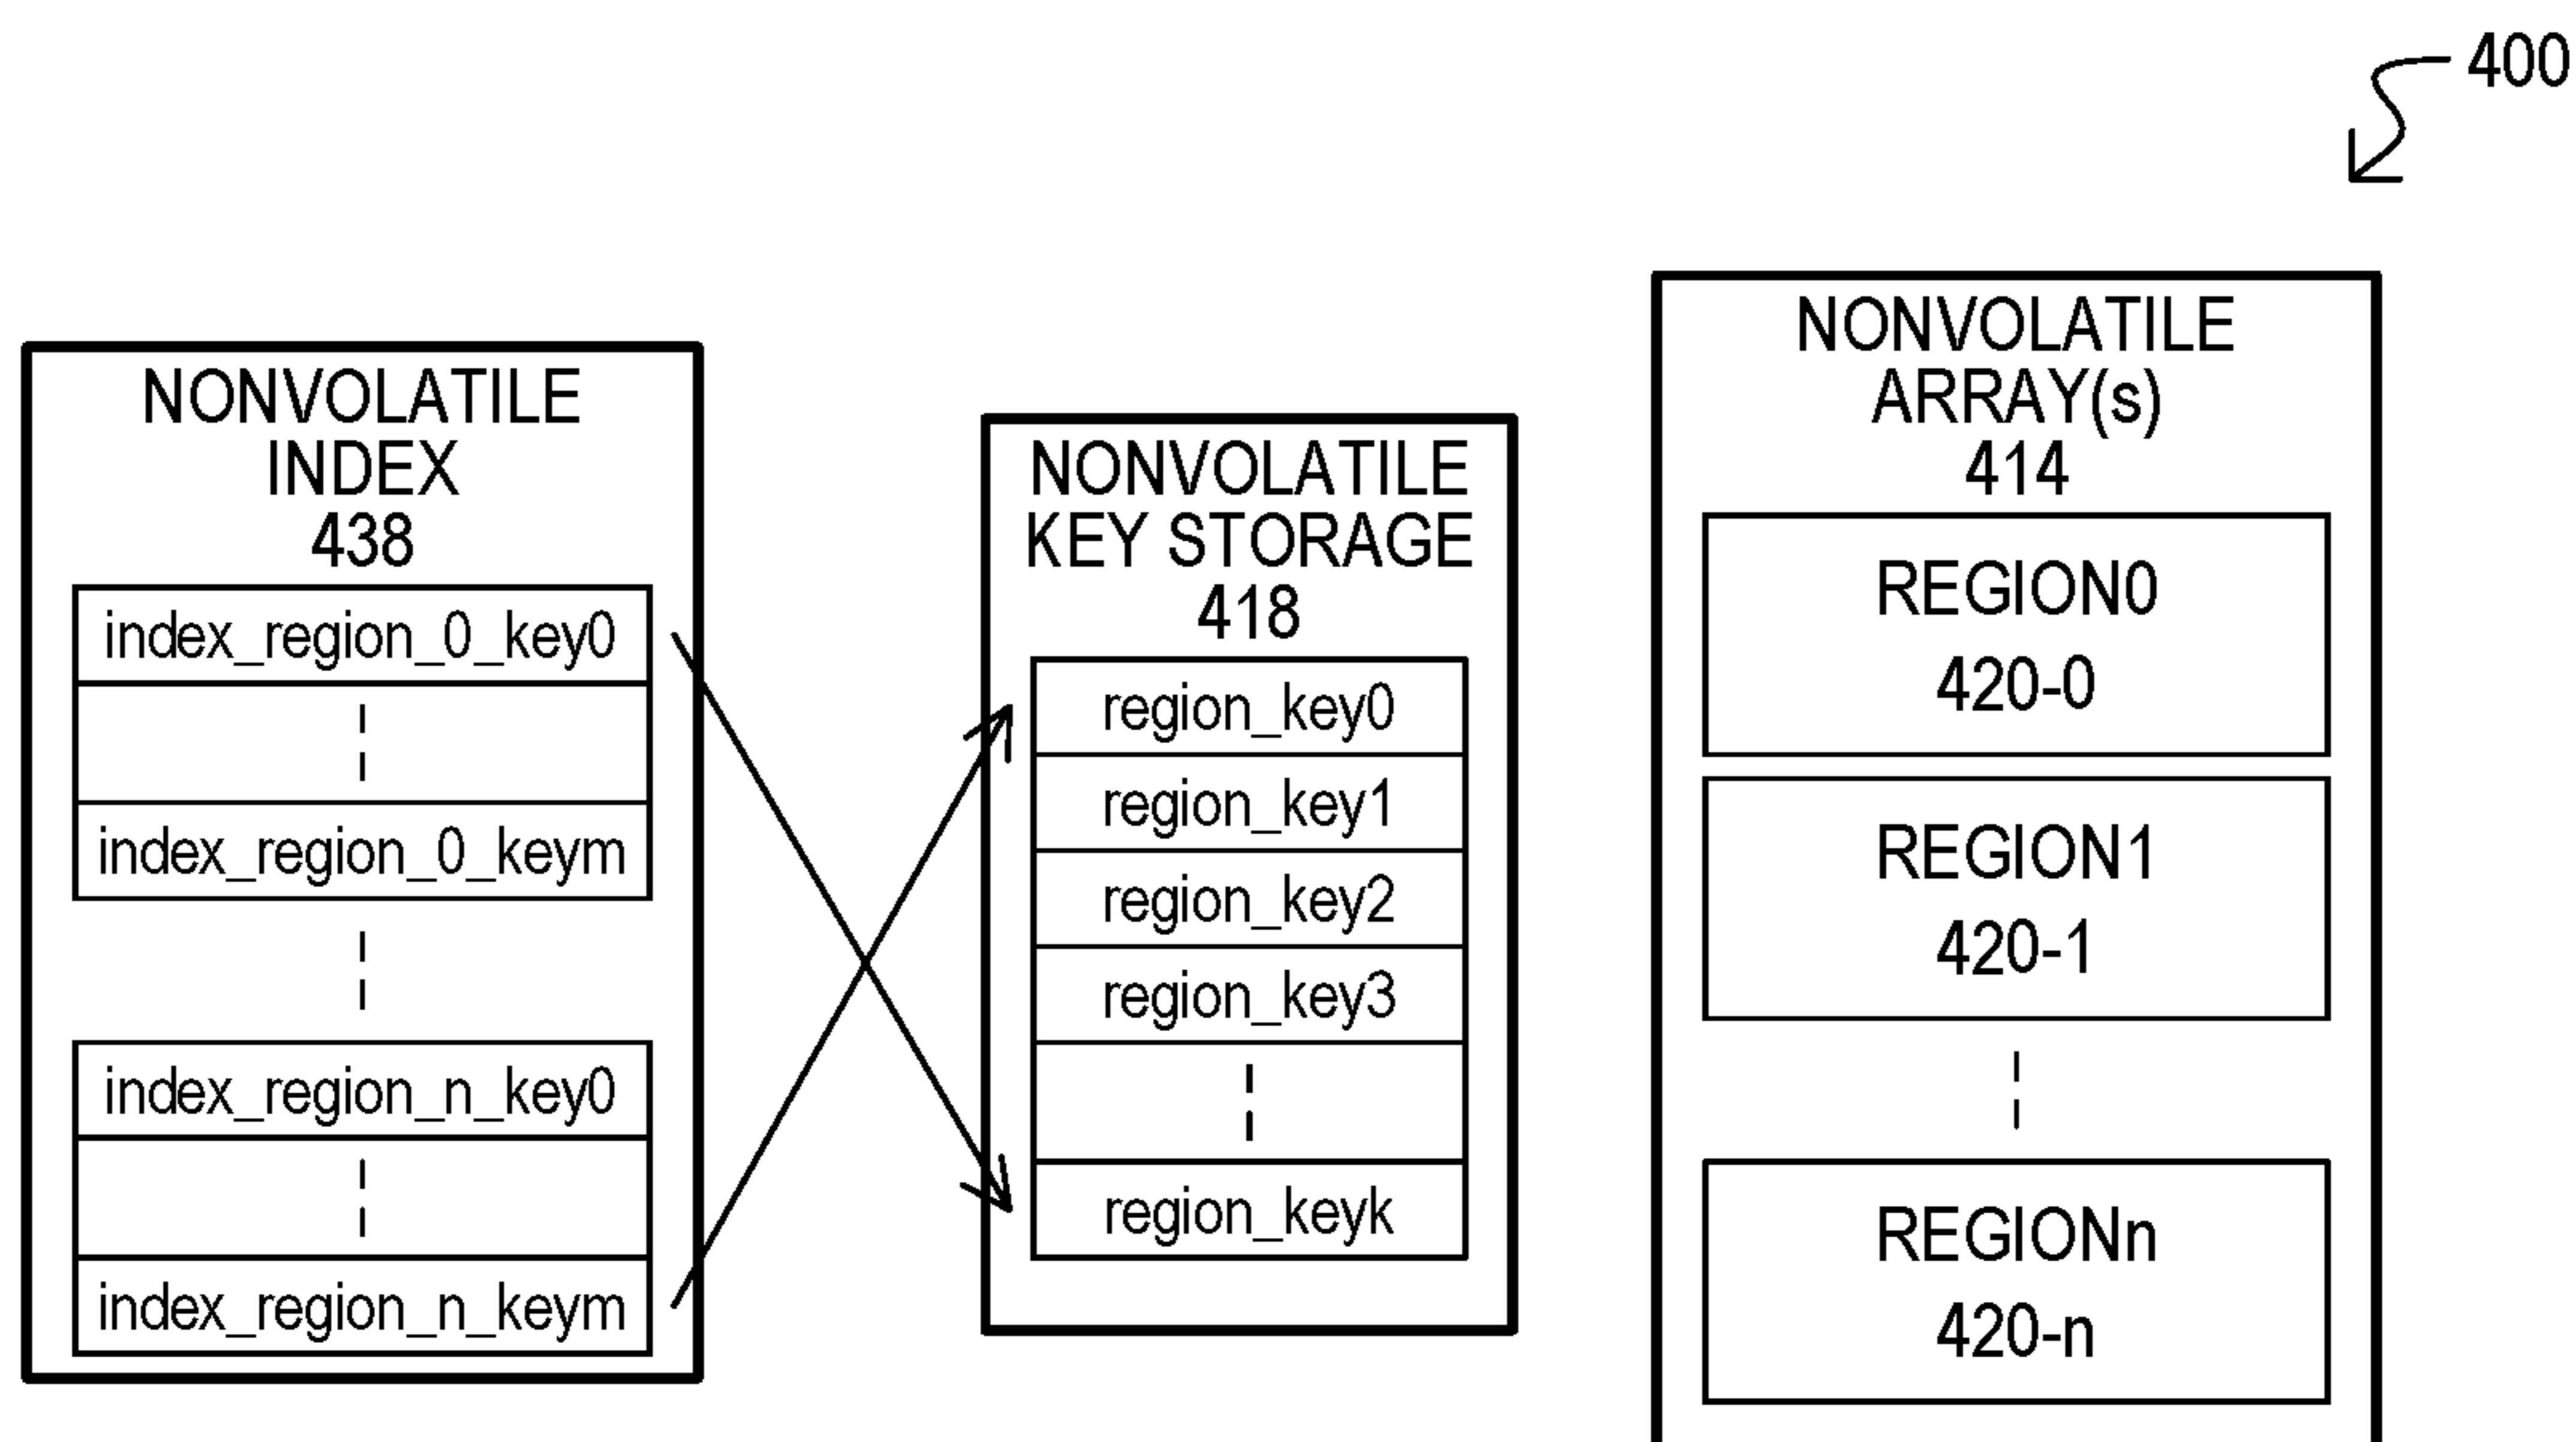 400
NONVOLATILE
INDEX
438
index_region_0_key0
index_region_0_keym
index_region_n_key0
index_region_n_keym
NONVOLATILE
KEY STORAGE
418
region_key0
region_key1
region_key2
region_key3
region_keyk
NONVOLATILE
ARRAY(s)
414
REGION0
420-0
REGION1
420-1
REGIONn
420-n